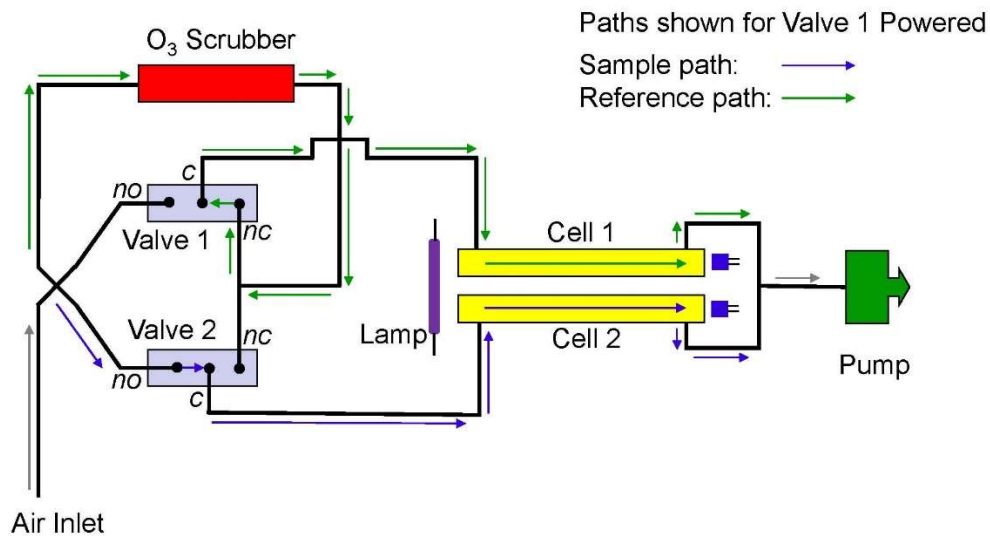 Paths shown for Valve 1 Powered
Sample path:
Reference path:
O₃ Scrubber
c
no
Valve 1
nc
Cell 1
Valve 2
nc
no
c
Lamp
Cell 2
Pump
Air Inlet